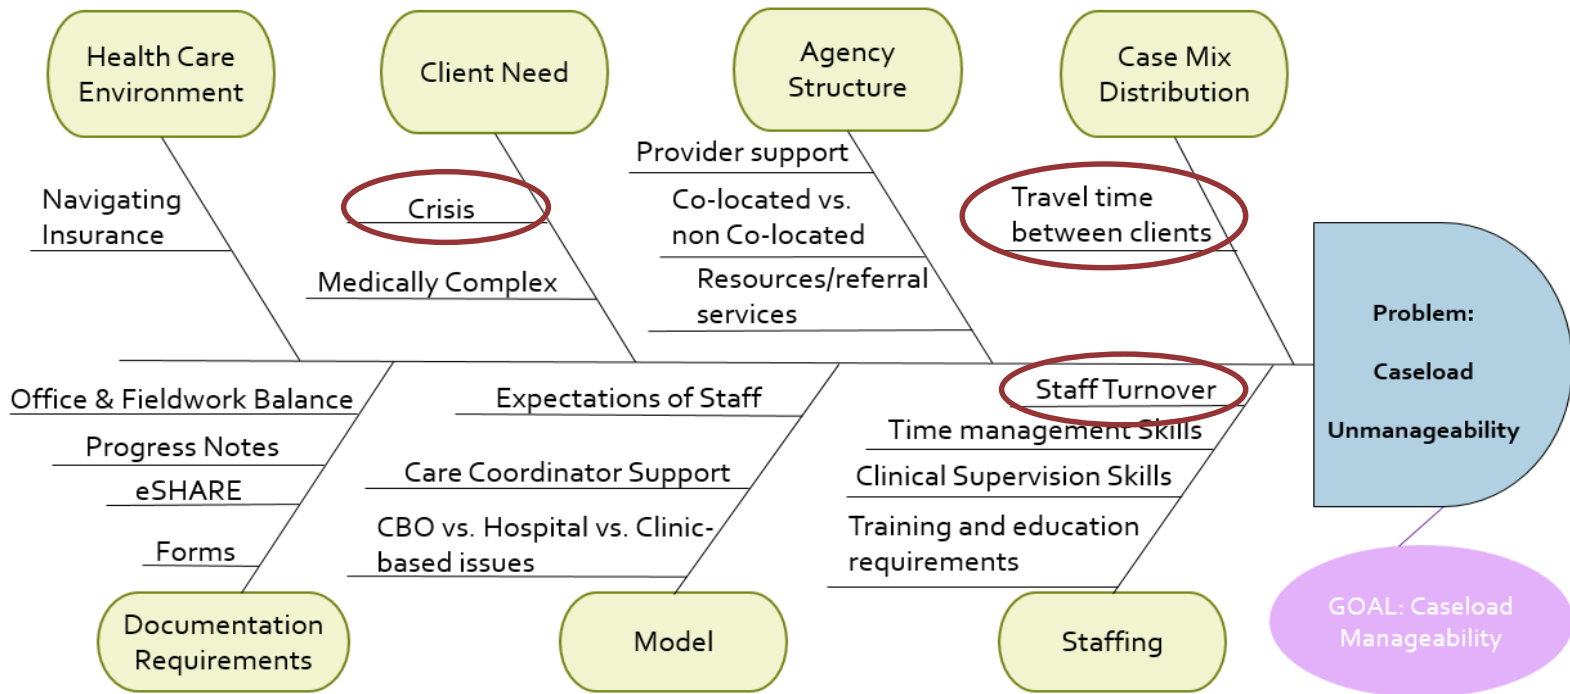 Health Care
Environment
Client Need
Agency
Structure
Case Mix
Distribution
Navigating
Insurance
Crisis
Medically Complex
Provider support
Co-located vs.
non Co-located
Resources/referral
services
Travel time
between clients
Problem:
Caseload
Unmanageability
Office & Fieldwork Balance
Progress Notes
eSHARE
Forms
Expectations of Staff
Care Coordinator Support
CBO vs. Hospital vs. Clinic-
based issues
Staff Turnover
Time management Skills
Clinical Supervision Skills
Training and education
requirements
Documentation
Requirements
Model
Staffing
GOAL: Caseload
Manageability